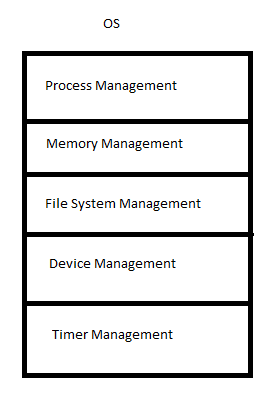 OS
Process Management
Memory Management
File System Management
Device Management
Timer Management